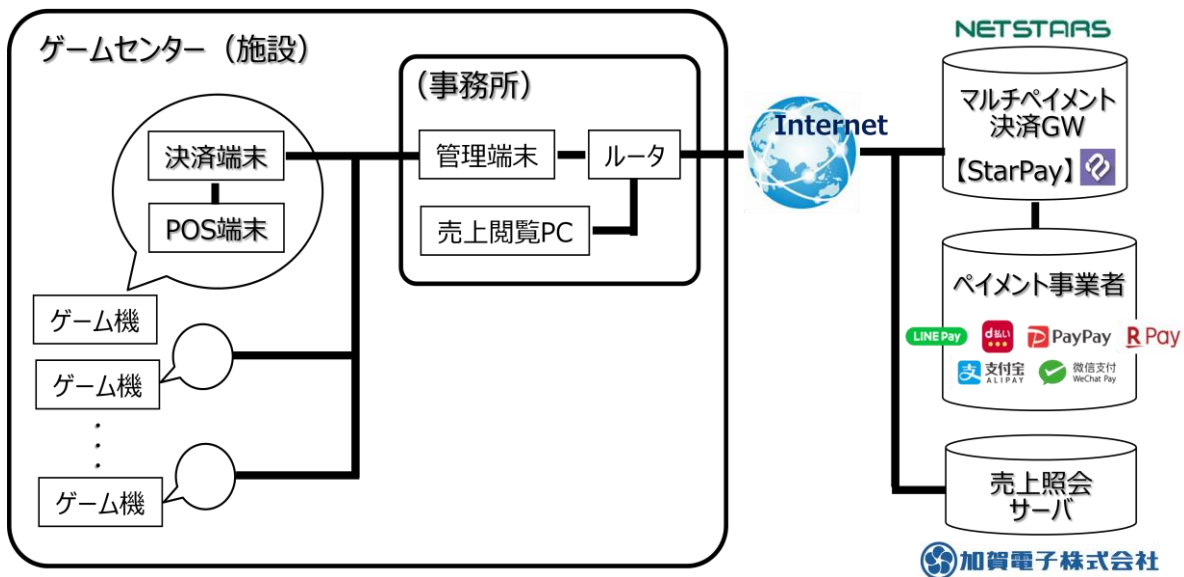 ゲームセンター（施設）
決済端末
POS端末
ゲーム機
ゲーム機
・
・
・
ゲーム機
（事務所）
管理端末
ルータ
売上閲覧PC
Internet
NETSTARS
マルチペイント
決済GW
【StarPay】
ペイメント事業者
LINE Pay
d払い
PayPay
R Pay
支付宝
ALIPAY
微信支付
WeChat Pay
売上照会
サーバ
加賀電子株式会社